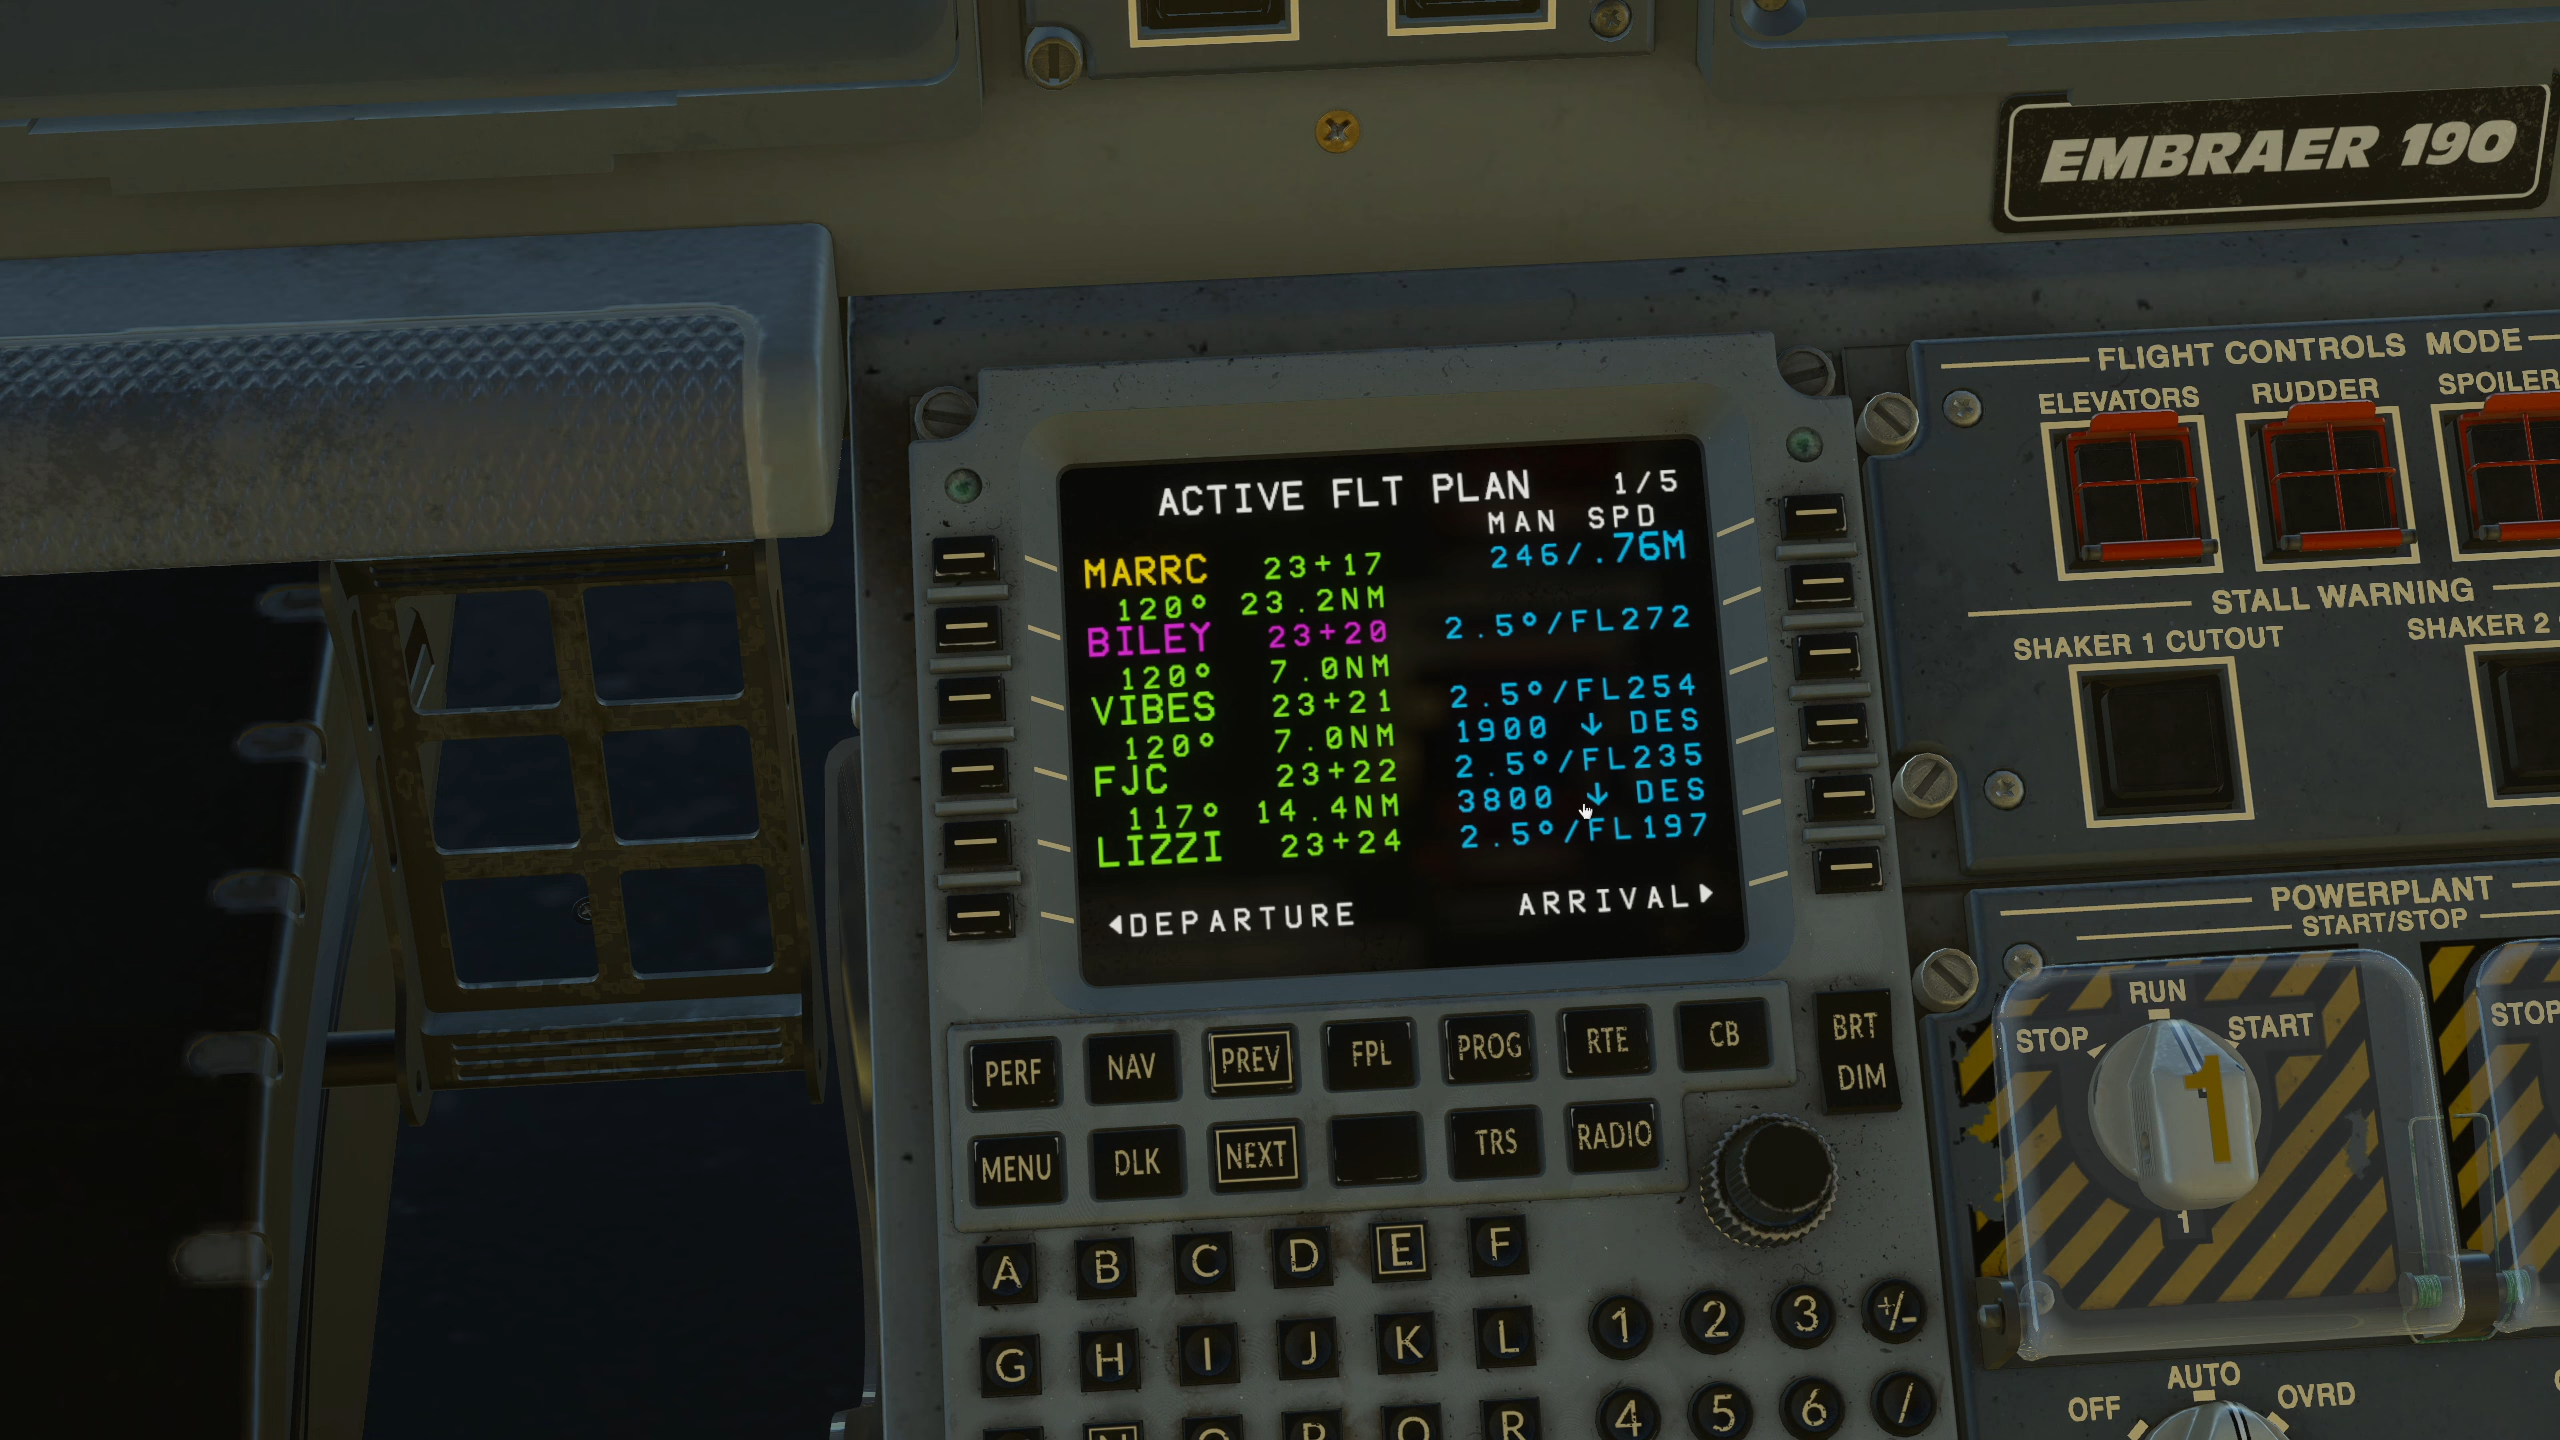 EMBRAER 190
FLIGHT CONTROLS MODE
ELEVATORS RUDDER SPOILER
STALL WARNING
SHAKER 1 CUTOUT SHAKER 2
POWERPLANT
START/STOP
RUN
STOP START STOP
1
1
AUTO
OFF OVRD
ACTIVE FLT PLAN 1/5
MAN SPD
MARRC 23+17 246/.76M
120° 23.2NM
BILEY 23+20 2.5°/FL272
120° 7.0NM
VIBES 23+21 2.5°/FL254
120° 7.0NM 1900 ↓ DES
FJC 23+22 2.5°/FL235
117° 14.4NM 3800 ↓ DES
LIZZI 23+24 2.5°/FL197
◀DEPARTURE ARRIVAL▶
PERF NAV PREV FPL PROG RTE CB
BRT
DIM
MENU DLK NEXT TRS RADIO
A B C D E F
G H I J K L
1 2 3 +/-
4 5 6 /
R